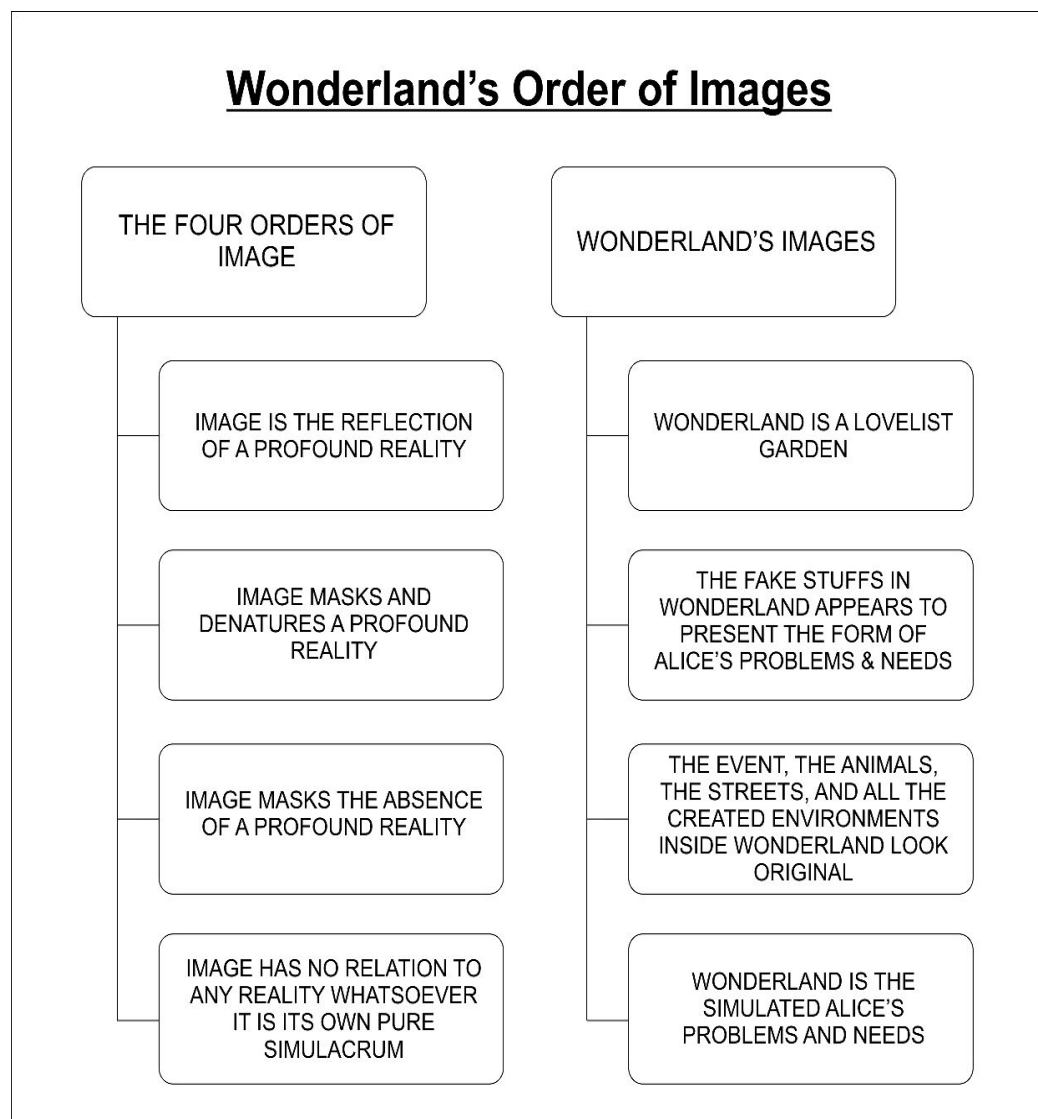 Wonderland's Order of Images
THE FOUR ORDERS OF
IMAGE
IMAGE IS THE REFLECTION
OF A PROFOUND REALITY
IMAGE MASKS AND
DENATURES A PROFOUND
REALITY
IMAGE MASKS THE ABSENCE
OF A PROFOUND REALITY
IMAGE HAS NO RELATION TO
ANY REALITY WHATSOEVER
IT IS ITS OWN PURE
SIMULACRUM
WONDERLAND'S IMAGES
WONDERLAND IS A LOVELIST
GARDEN
THE FAKE STUFFS IN
WONDERLAND APPEARS TO
PRESENT THE FORM OF
ALICE'S PROBLEMS & NEEDS
THE EVENT, THE ANIMALS,
THE STREETS, AND ALL THE
CREATED ENVIRONMENTS
INSIDE WONDERLAND LOOK
ORIGINAL
WONDERLAND IS THE
SIMULATED ALICE'S
PROBLEMS AND NEEDS